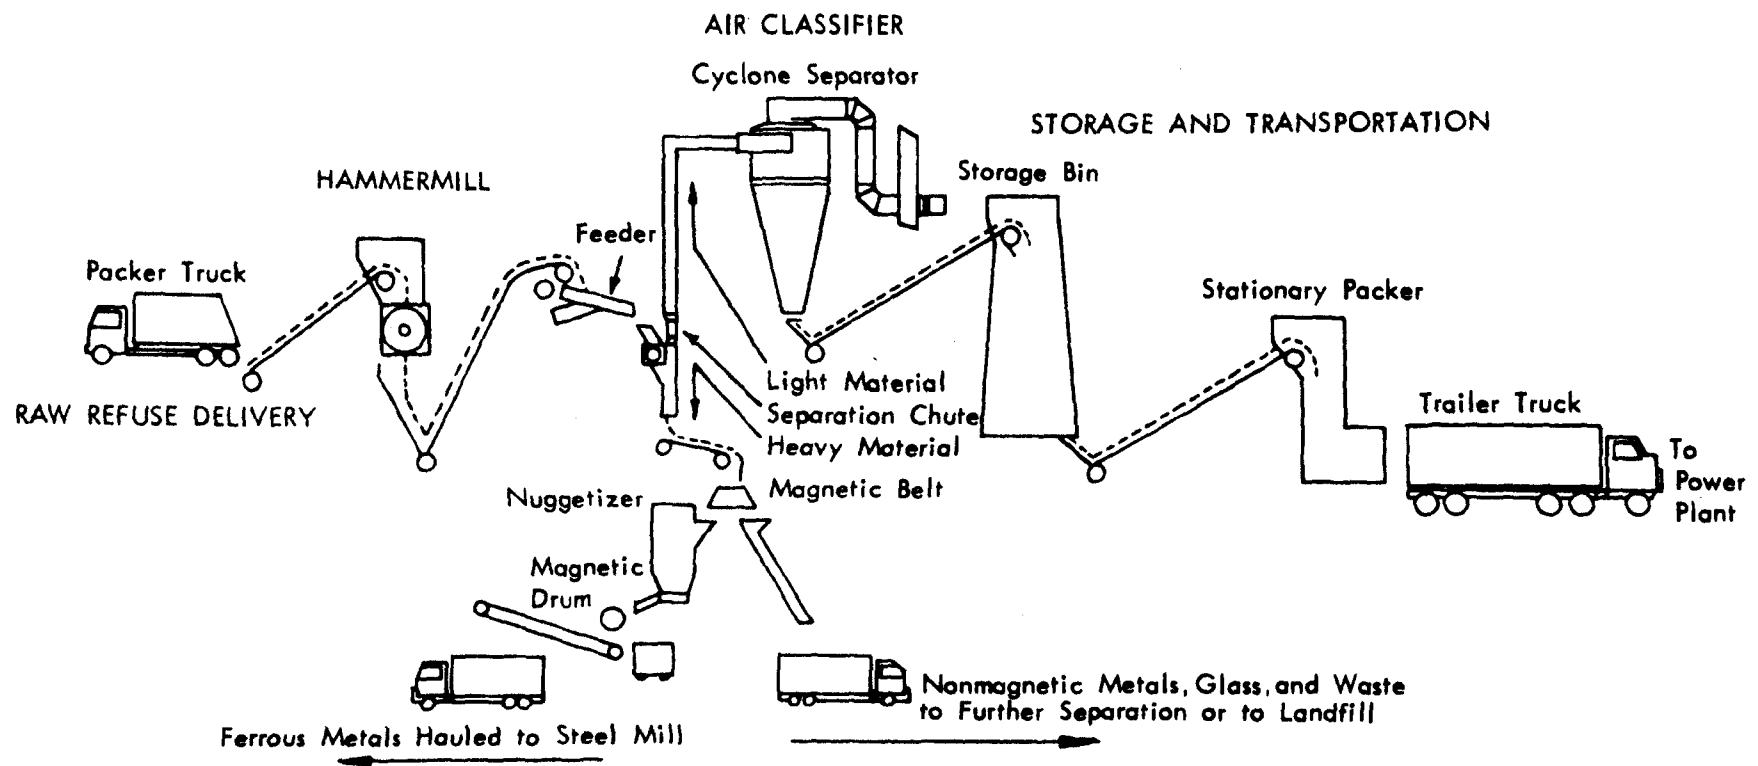 AIR CLASSIFIER
Cyclone Separator
STORAGE AND TRANSPORTATION
Storage Bin
HAMMERMILL
Feeder
Packer Truck
Stationary Packer
RAW REFUSE DELIVERY
Light Material
Separation Chute
Heavy Material
Trailer Truck
To
Power
Plant
Magnetic Belt
Nuggetizer
Magnetic
Drum
Nonmagnetic Metals, Glass, and Waste
to Further Separation or to Landfill
Ferrous Metals Hauled to Steel Mill